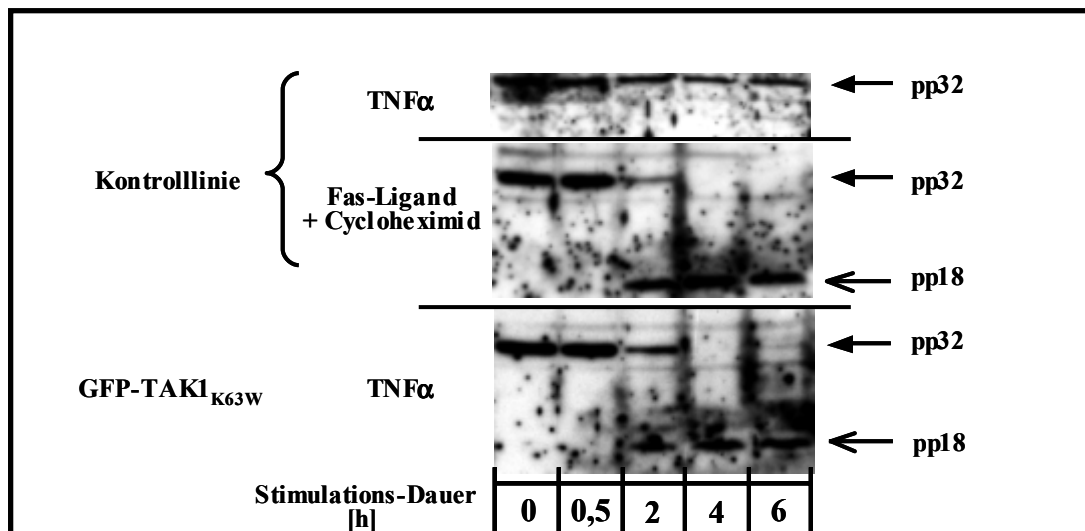 TNFα
pp32
Kontrolllinie
Fas-Ligand
+ Cycloheximid
pp32
pp18
GFP-TAK1K63W
TNFα
pp32
pp18
Stimulations-Dauer
[h]
0
0,5
2
4
6